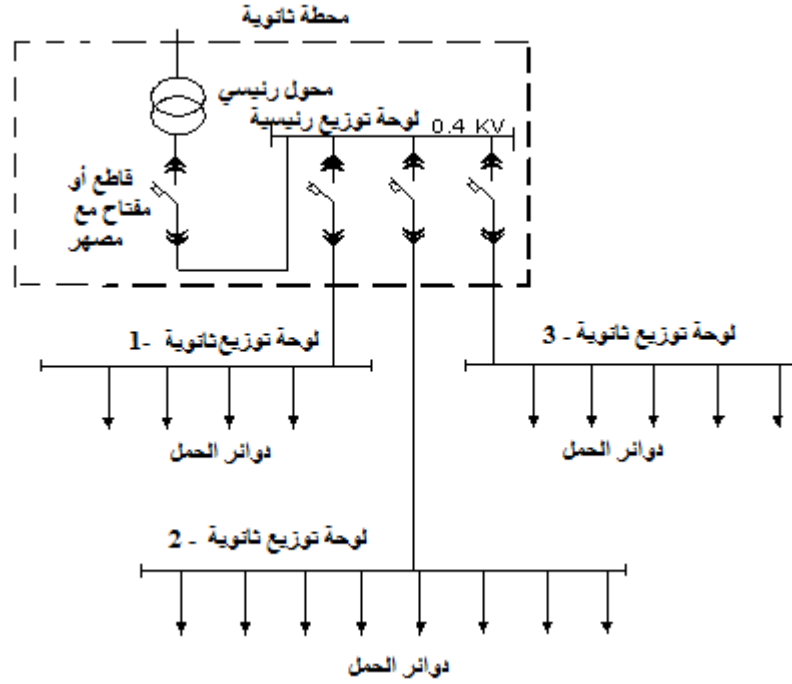 محطة ثانوية
محول رئيسي
لوحة توزيع رئيسية 0.4 KV
قاطع أو
مفتاح مع
مصهر
لوحة توزيع ثانوية -1
لوحة توزيع ثانوية - 3
دوائر الحمل
دوائر الحمل
لوحة توزيع ثانوية - 2
دوائر الحمل